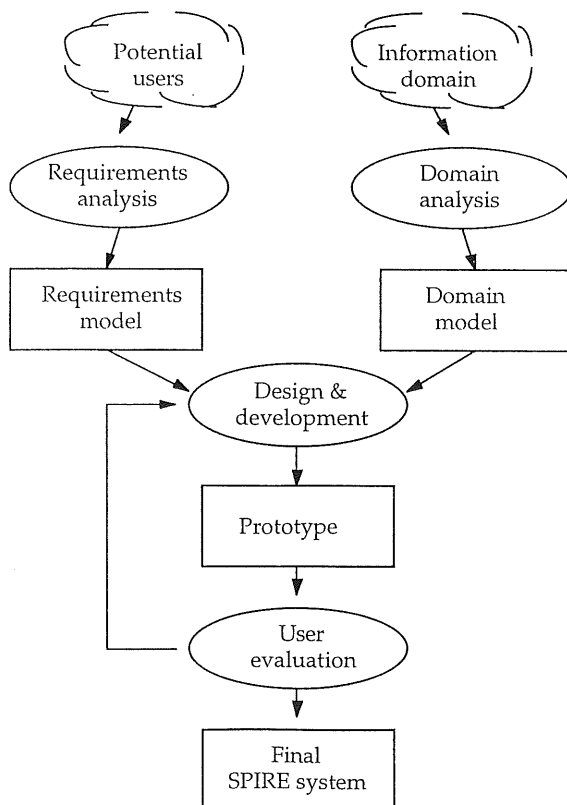 Potential
users
Information
domain
Requirements
analysis
Domain
analysis
Requirements
model
Domain
model
Design &
development
Prototype
User
evaluation
Final
SPIRE system